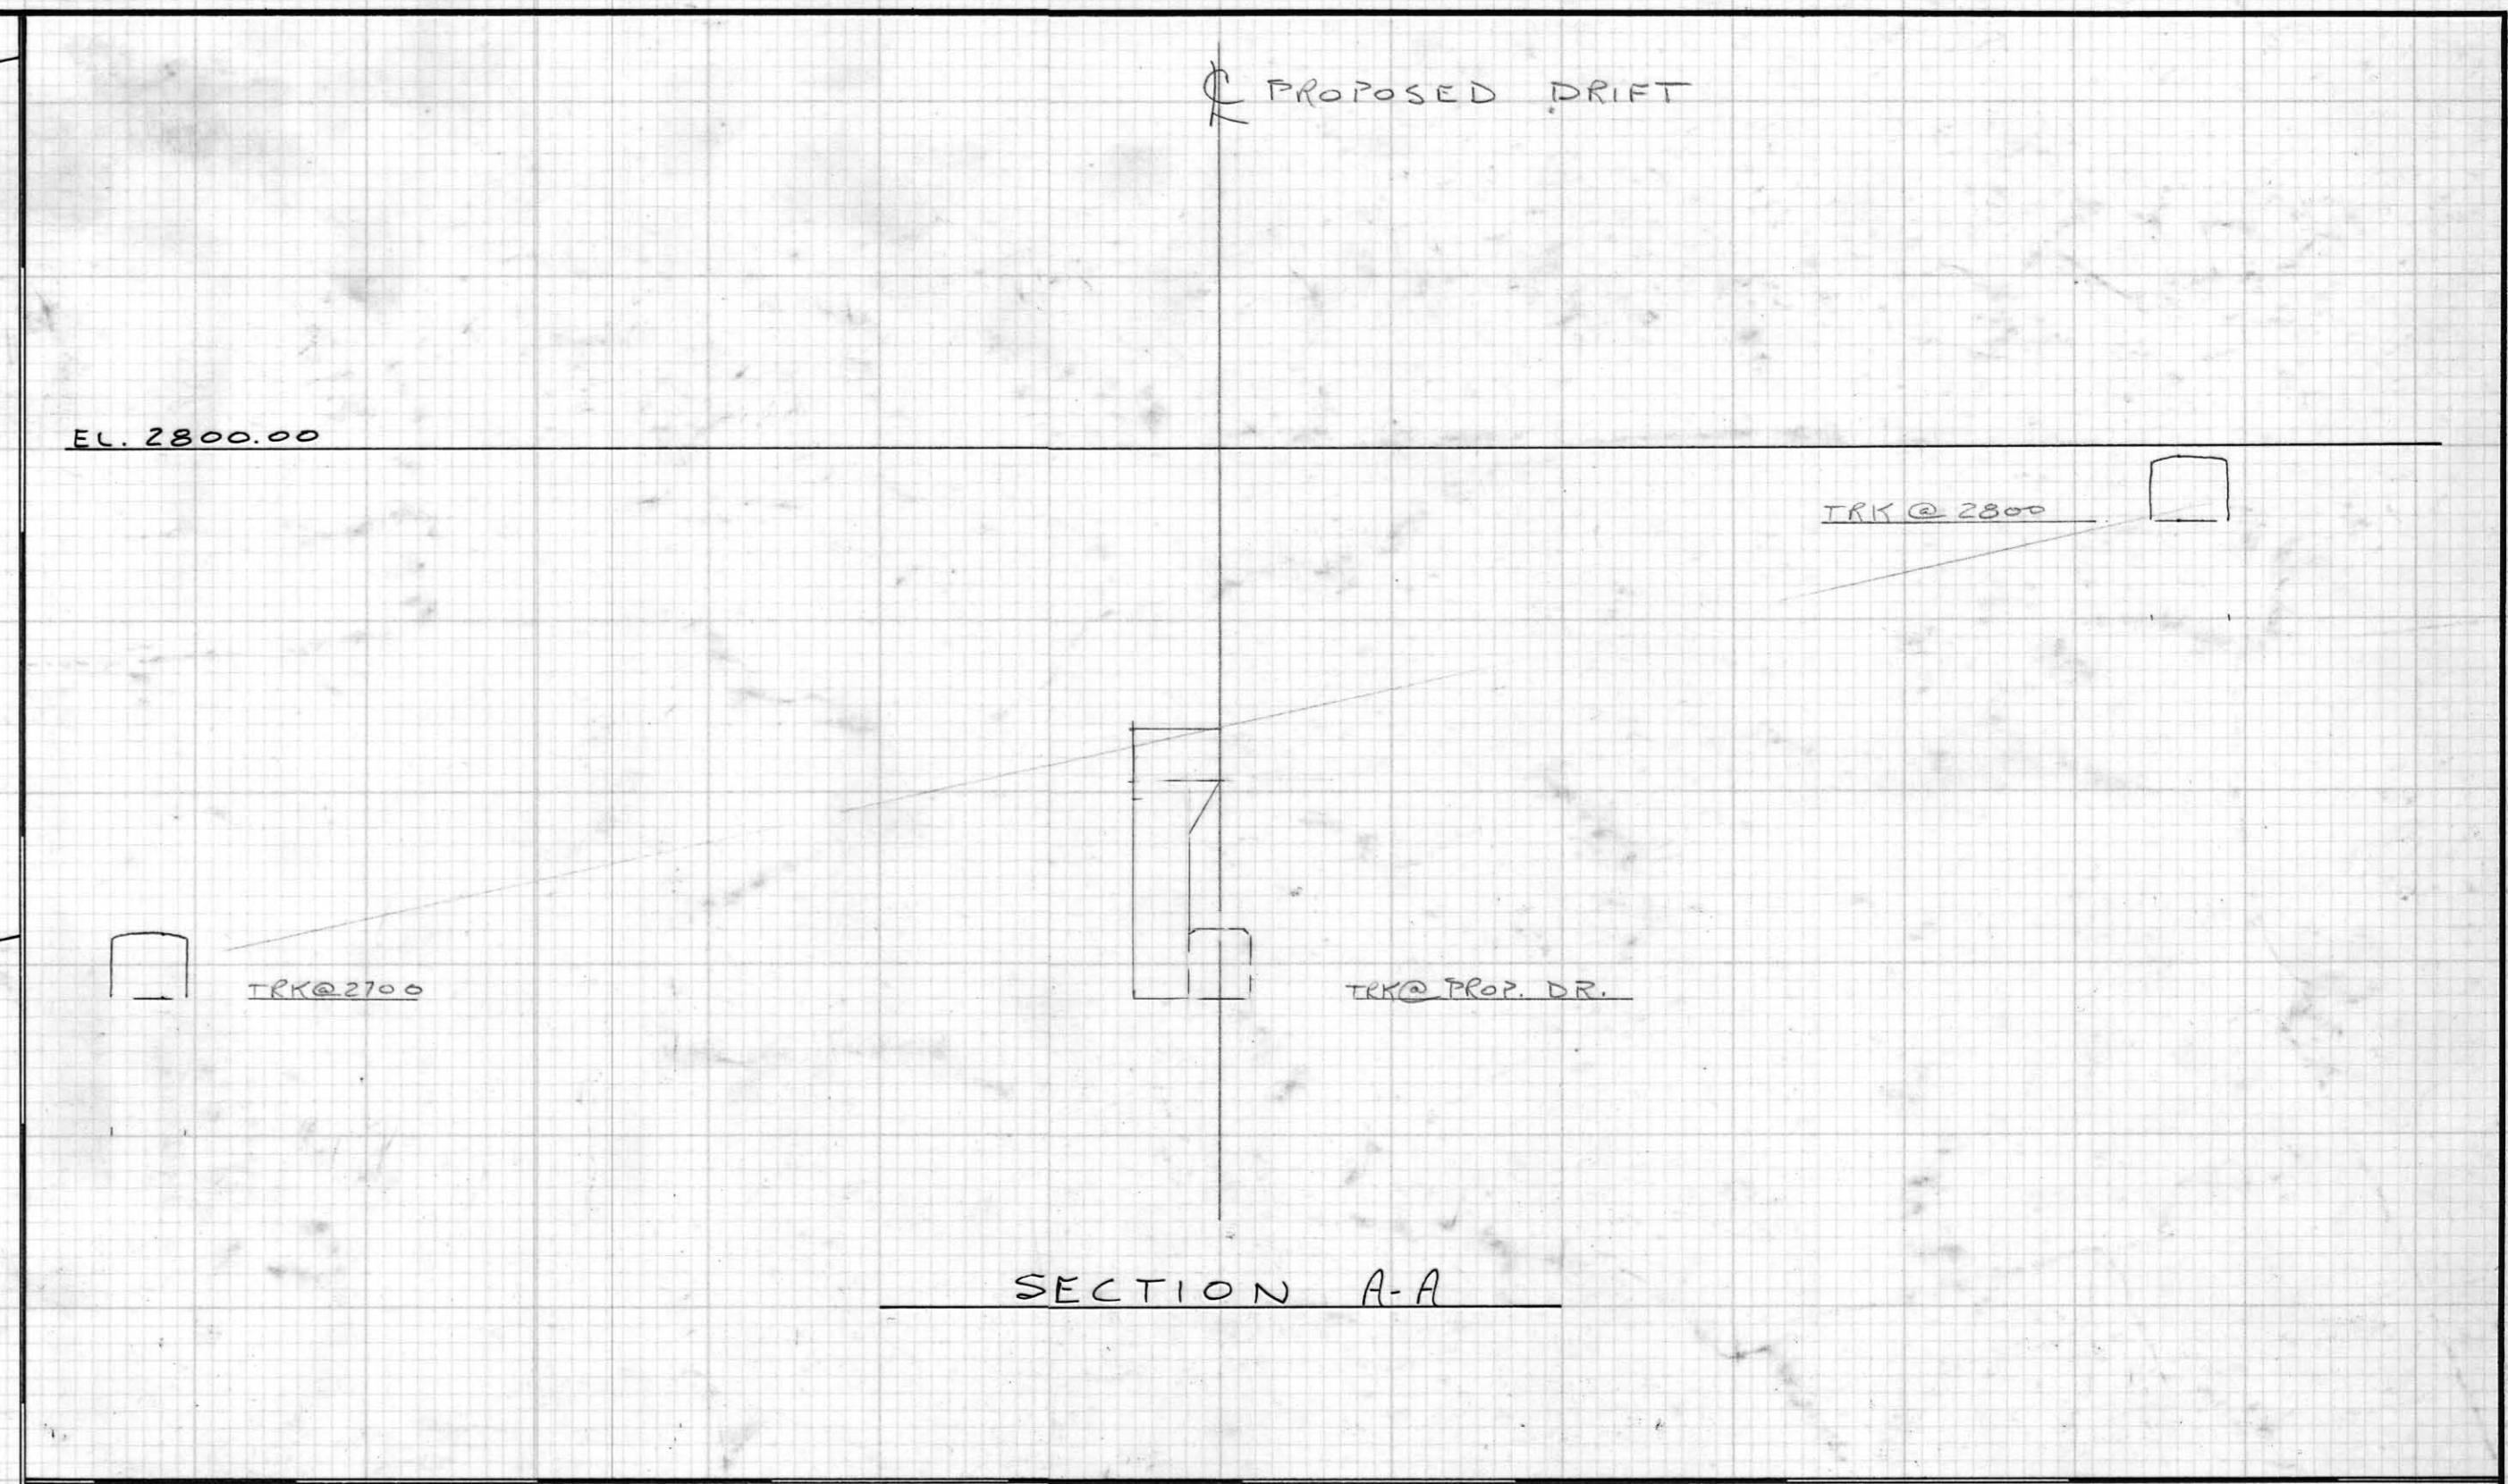 ℄ PROPOSED DRIFT
EL. 2800.00
TRK @ 2800
TRK@2700
TRK@ PROP. DR.
SECTION A-A